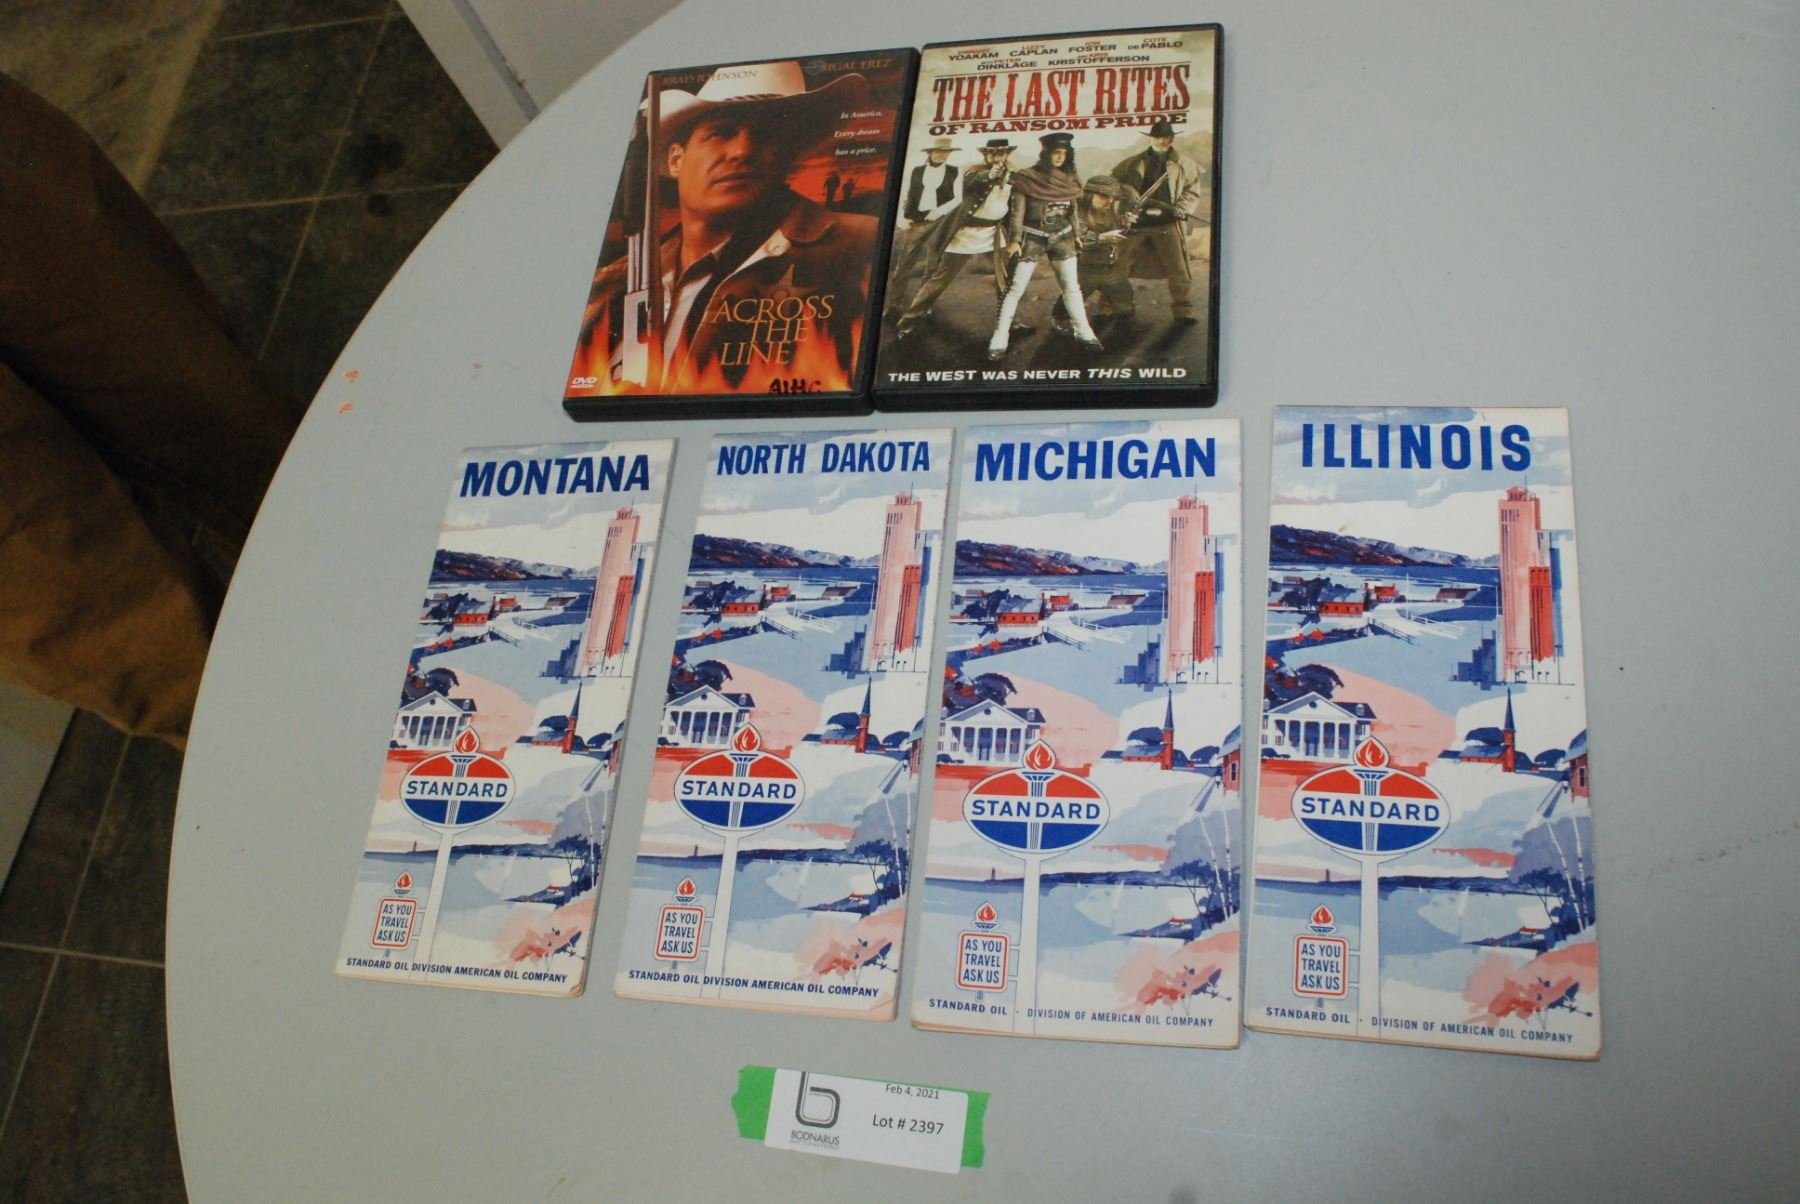 BRAD JOHNSON
SIGAL EREZ
In America,
Every dream
has a price.
ACROSS
THE
LINE
DVD
DWIGHT YOAKAM
LIZZY CAPLAN
JON FOSTER
COTE DE PABLO
WITH PETER DINKLAGE
AND KRIS KRISTOFFERSON
THE LAST RITES
OF RANSOM PRIDE
THE WEST WAS NEVER THIS WILD
MONTANA
STANDARD
AS YOU
TRAVEL
ASK US
STANDARD OIL DIVISION AMERICAN OIL COMPANY
NORTH DAKOTA
STANDARD
AS YOU
TRAVEL
ASK US
STANDARD OIL DIVISION AMERICAN OIL COMPANY
MICHIGAN
STANDARD
AS YOU
TRAVEL
ASK US
STANDARD OIL · DIVISION OF AMERICAN OIL COMPANY
ILLINOIS
STANDARD
AS YOU
TRAVEL
ASK US
STANDARD OIL · DIVISION OF AMERICAN OIL COMPANY
Feb 4, 2021
Lot # 2397
BODNARUS